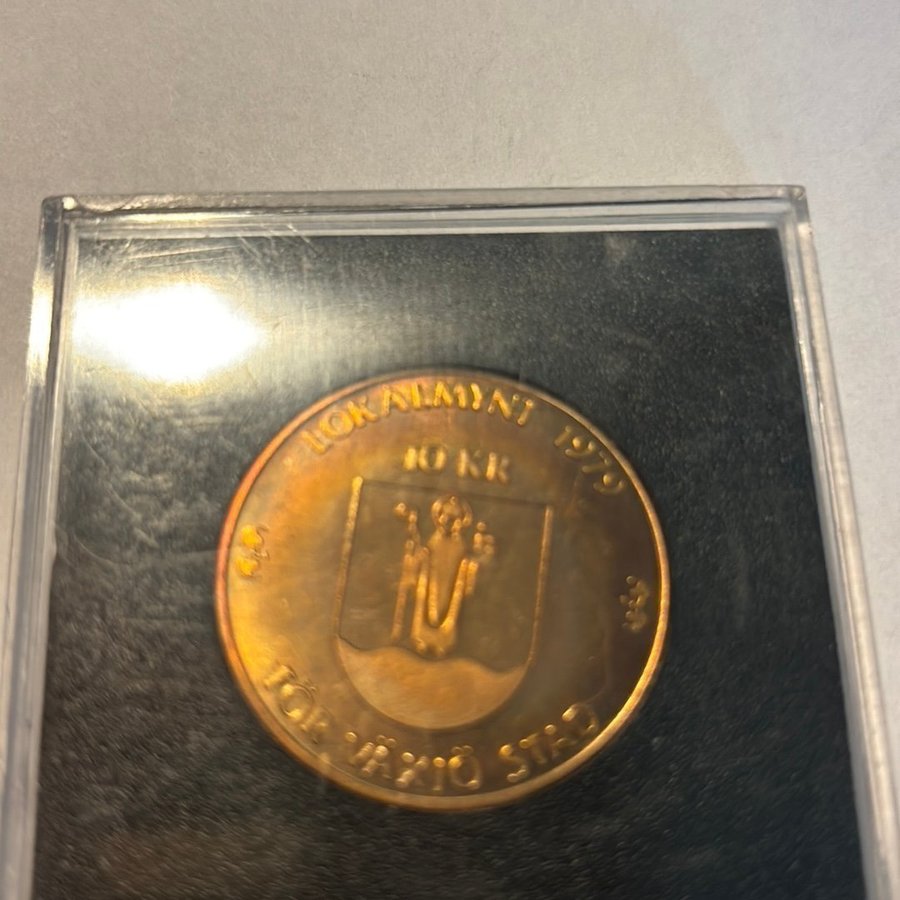 LOKALMYNT 1979
10 KR
FÖR VÄXJÖ STAD